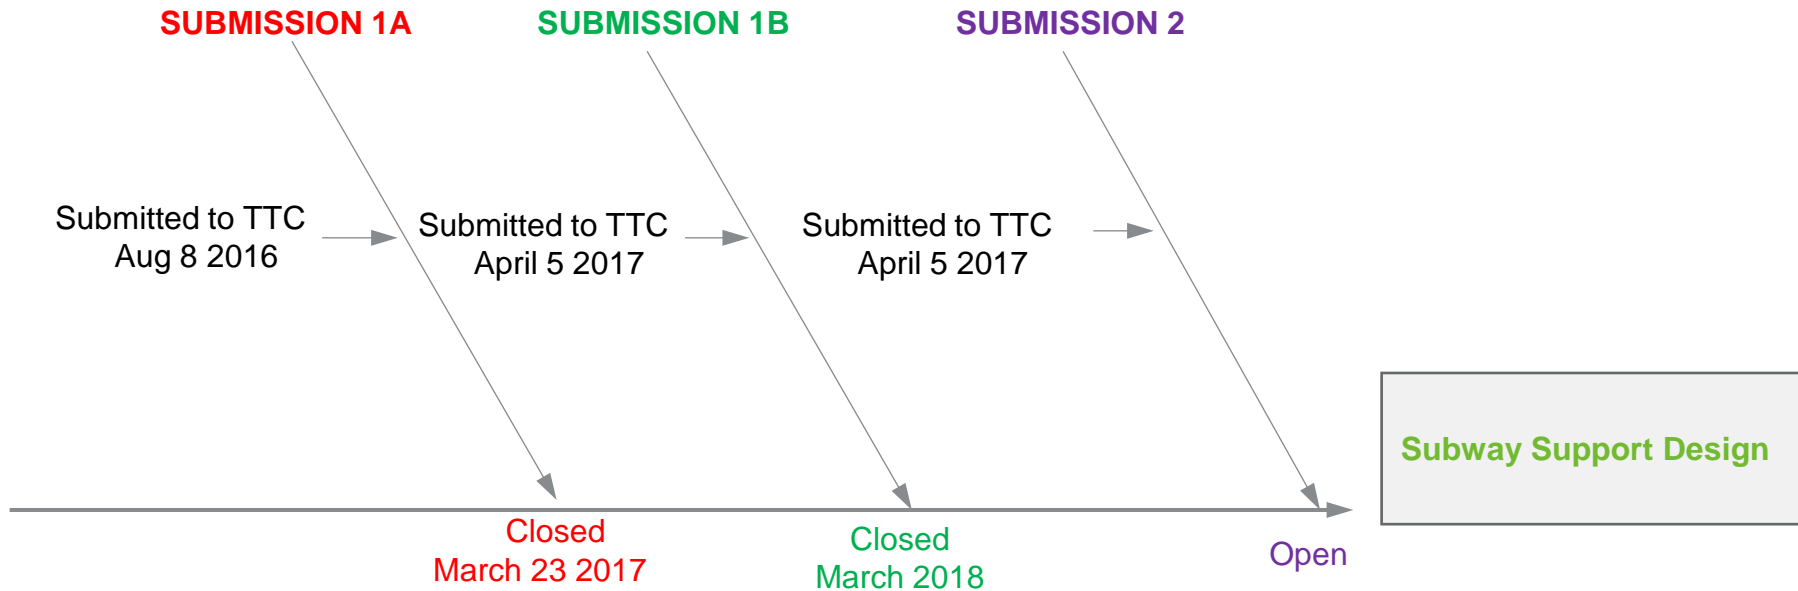 SUBMISSION 1A
SUBMISSION 1B
SUBMISSION 2
Submitted to TTC
Aug 8 2016
Submitted to TTC
April 5 2017
Submitted to TTC
April 5 2017
Subway Support Design
Closed
March 23 2017
Closed
March 2018
Open